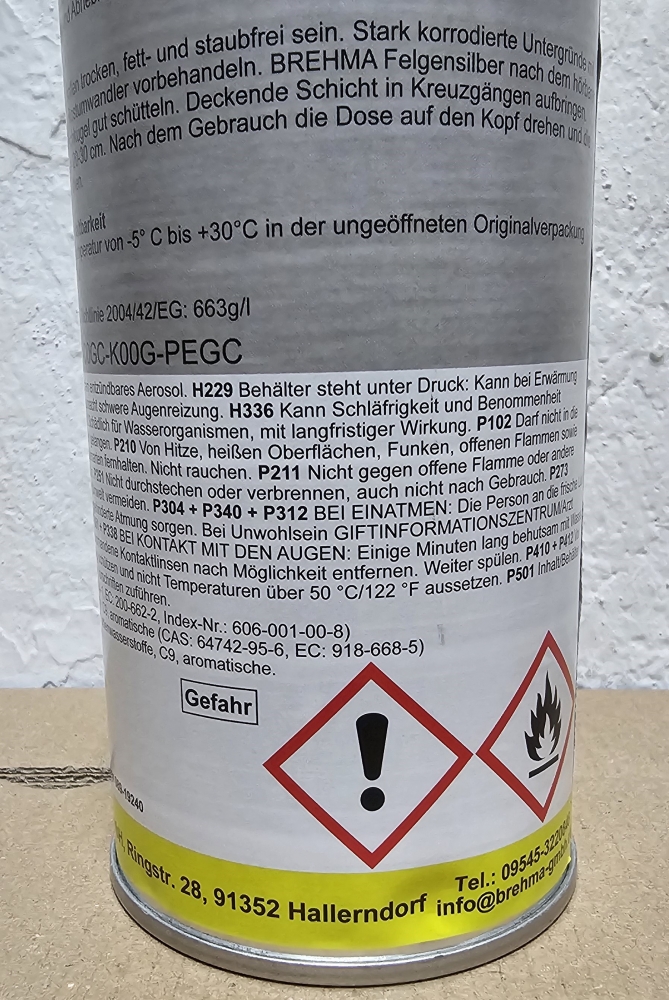 trocken, fett- und staubfrei sein. Stark korrodierte Untergründe
vorbehandeln. BREHMA Felgensilber nach dem
gut schütteln. Deckende Schicht in Kreuzgängen aufbringen.
cm. Nach dem Gebrauch die Dose auf den Kopf drehen und
von -5° C bis +30°C in der ungeöffneten Originalverpackung
2004/42/EG: 663g/l
GC-K00G-PEGC
entzündbares Aerosol. H229 Behälter steht unter Druck: Kann bei Erwärmung
schwere Augenreizung. H336 Kann Schläfrigkeit und Benommenheit
für Wasserorganismen, mit langfristiger Wirkung. P102 Darf nicht in die
P210 Von Hitze, heißen Oberflächen, Funken, offenen Flammen sowie
fernhalten. Nicht rauchen. P211 Nicht gegen offene Flamme oder andere
Nicht durchstechen oder verbrennen, auch nicht nach Gebrauch. P273
vermeiden. P304 + P340 + P312 BEI EINATMEN: Die Person an die frische
Atmung sorgen. Bei Unwohlsein GIFTINFORMATIONSZENTRUM/Arzt
+ P338 BEI KONTAKT MIT DEN AUGEN: Einige Minuten lang behutsam mit
Kontaktlinsen nach Möglichkeit entfernen. Weiter spülen. P410 + P412
und nicht Temperaturen über 50 °C/122 °F aussetzen. P501 Inhalt/Behälter
zuführen.
EC: 200-662-2, Index-Nr.: 606-001-00-8)
aromatische (CAS: 64742-95-6, EC: 918-668-5)
C9, aromatische.
Gefahr
-19240
Ringstr. 28, 91352 Hallerndorf
Tel.: 09545-3220
info@brehma-gmbh